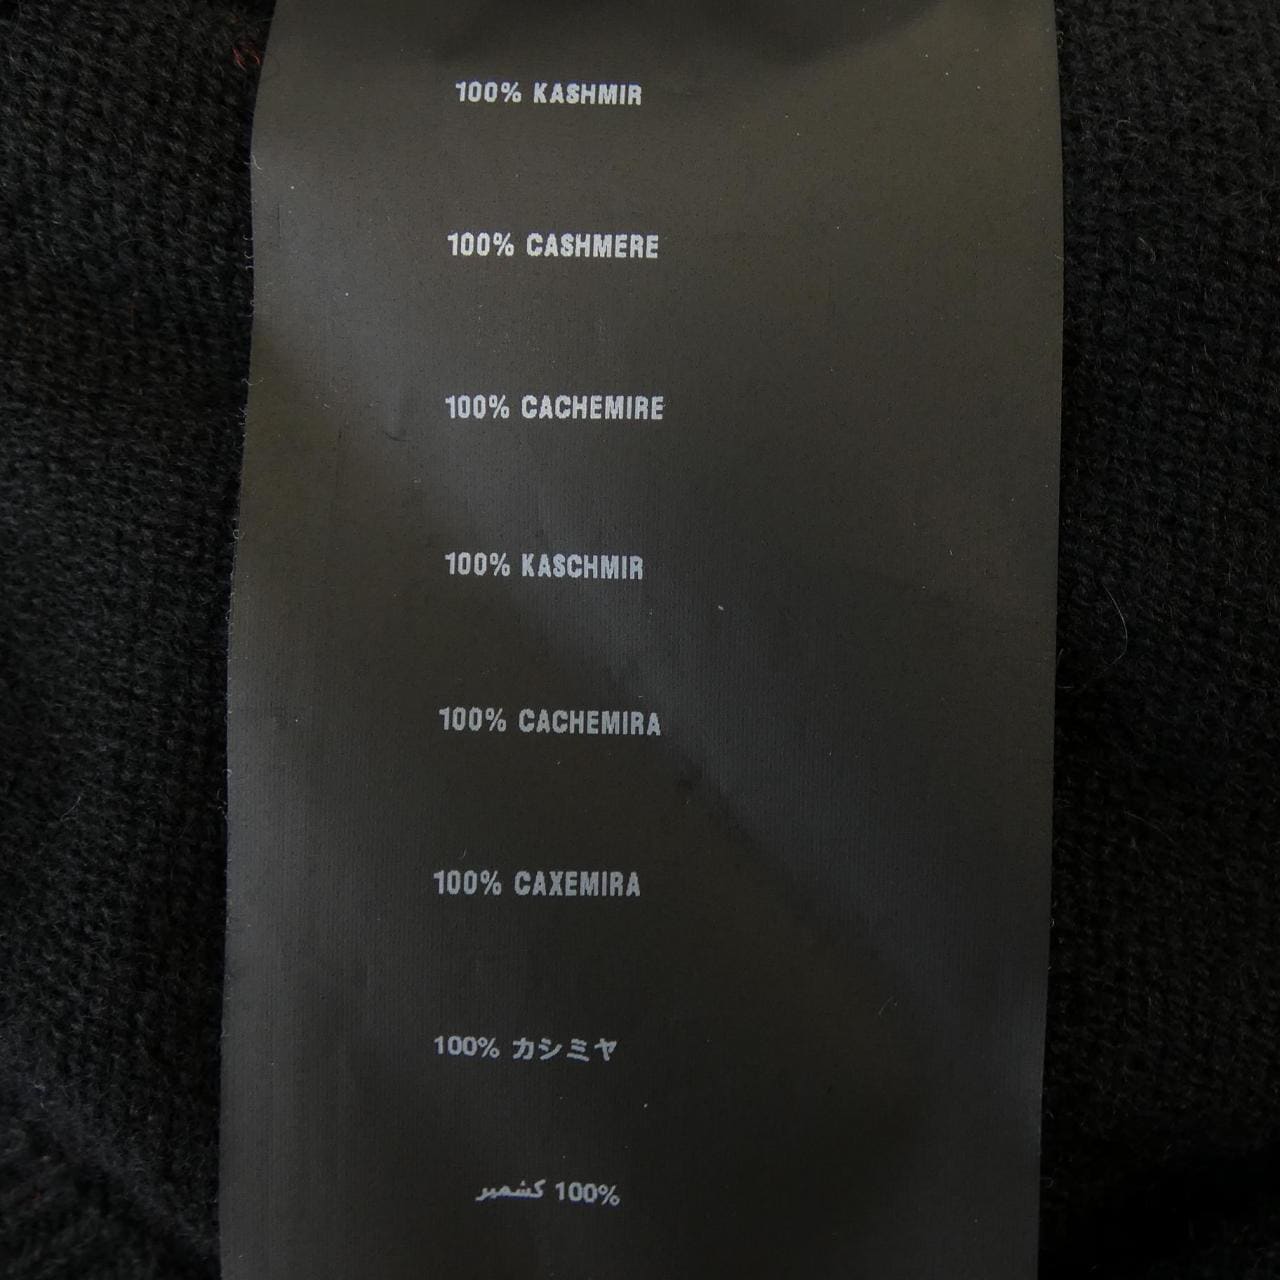 100% KASHMIR
100% CASHMERE
100% CACHEMIRE
100% KASCHMIR
100% CACHEMIRA
100% CAXEMIRA
100% カシミヤ
100% كشمير